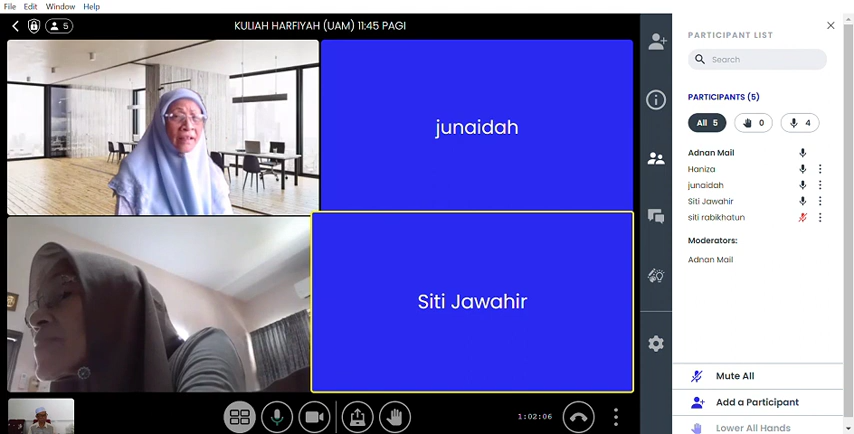 File Edit Window Help
5
KULIAH HARFIYAH (UAM) 11:45 PAGI
junaidah
Siti Jawahir
1:02:06
PARTICIPANT LIST
Search
PARTICIPANTS (5)
All 5
0
4
Adnan Mail
Haniza
junaidah
Siti Jawahir
siti rabikhatun
Moderators:
Adnan Mail
Mute All
Add a Participant
Lower All Hands